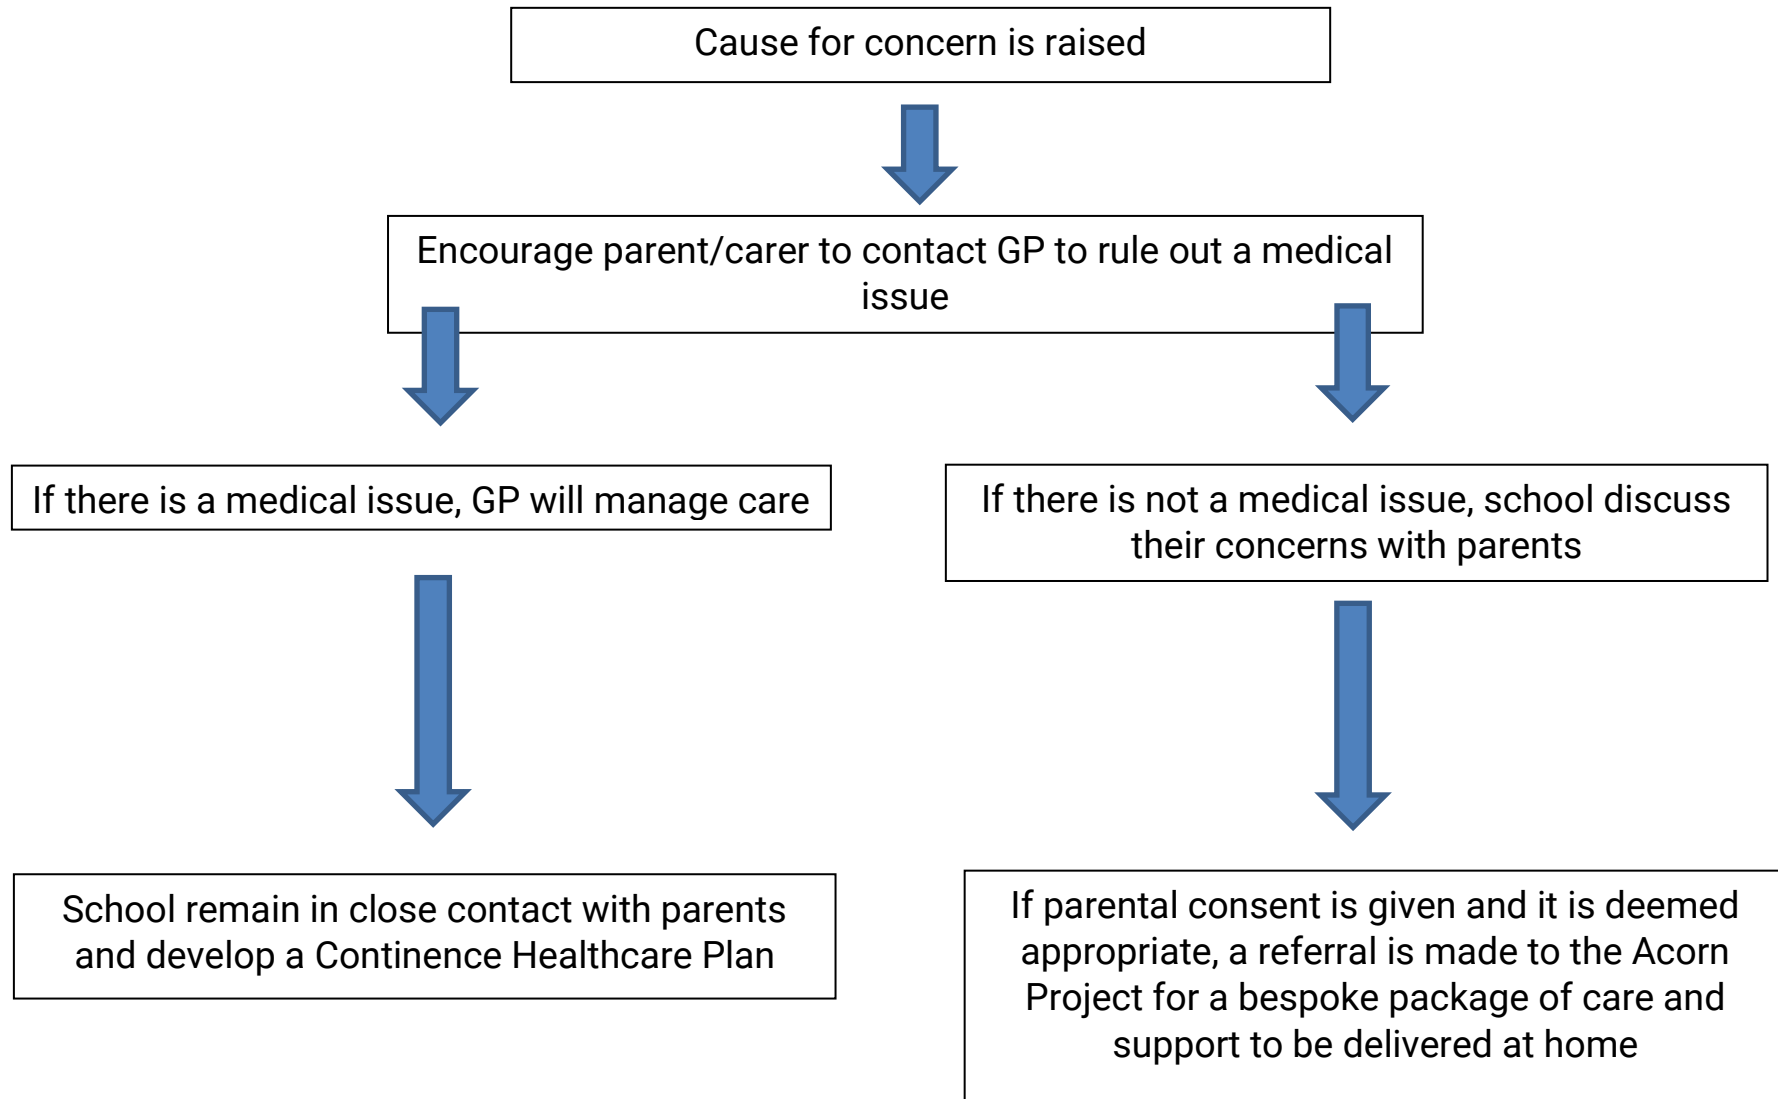 Cause for concern is raised
Encourage parent/carer to contact GP to rule out a medical
issue
If there is a medical issue, GP will manage care
If there is not a medical issue, school discuss
their concerns with parents
School remain in close contact with parents
and develop a Continence Healthcare Plan
If parental consent is given and it is deemed
appropriate, a referral is made to the Acorn
Project for a bespoke package of care and
support to be delivered at home